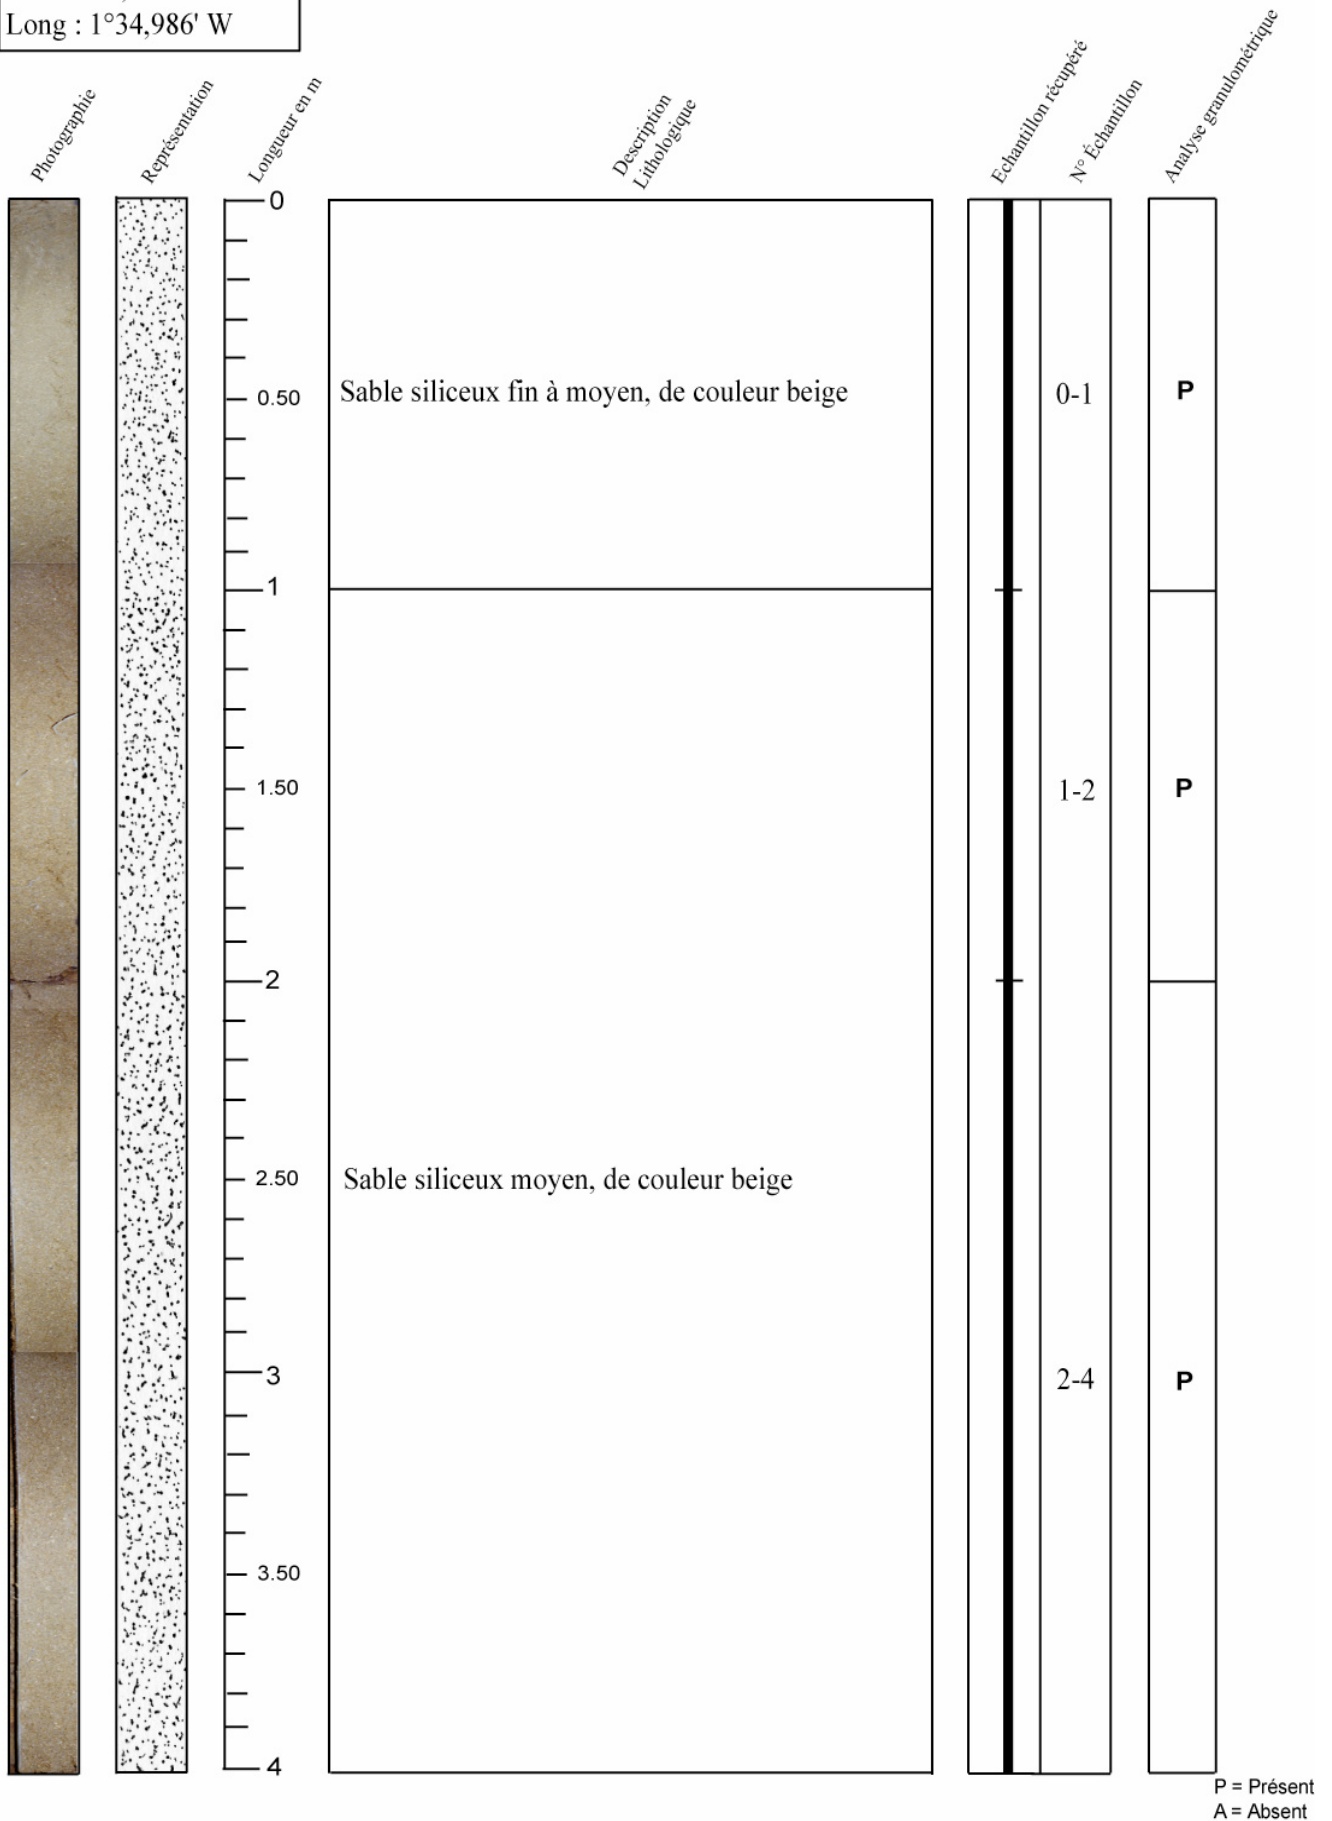 Long : 1°34,986' W
Photographie
Représentation
Longueur en m
Description
Lithologique
Echantillon récupéré
N° Échantillon
Analyse granulométrique
0
0.50
Sable siliceux fin à moyen, de couleur beige
0-1
P
1
1.50
1-2
P
2
2.50
Sable siliceux moyen, de couleur beige
3
2-4
P
3.50
4
P = Présent
A = Absent